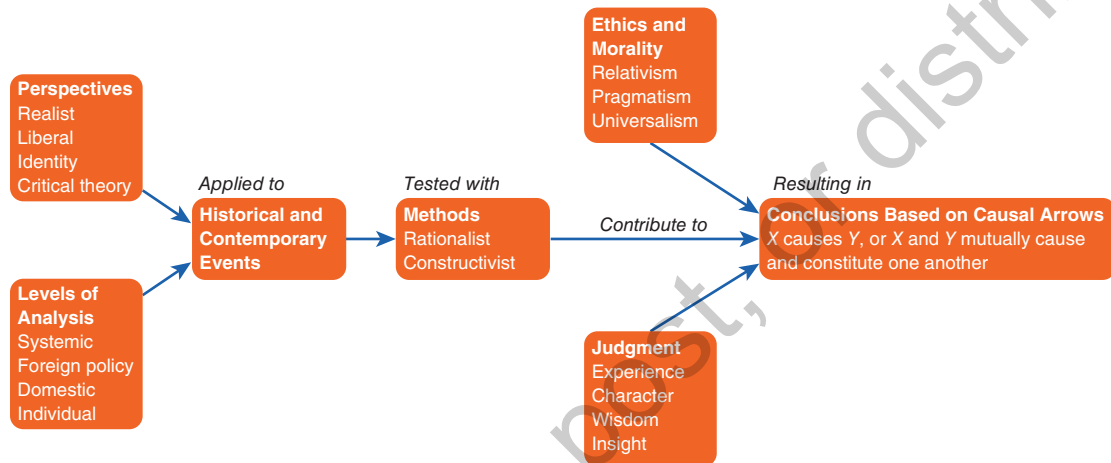 Perspectives
Realist
Liberal
Identity
Critical theory
Levels of
Analysis
Systemic
Foreign policy
Domestic
Individual
Applied to
Historical and
Contemporary
Events
Tested with
Methods
Rationalist
Constructivist
Ethics and
Morality
Relativism
Pragmatism
Universalism
Contribute to
Judgment
Experience
Character
Wisdom
Insight
Resulting in
Conclusions Based on Causal Arrows
X causes Y, or X and Y mutually cause
and constitute one another
post, or